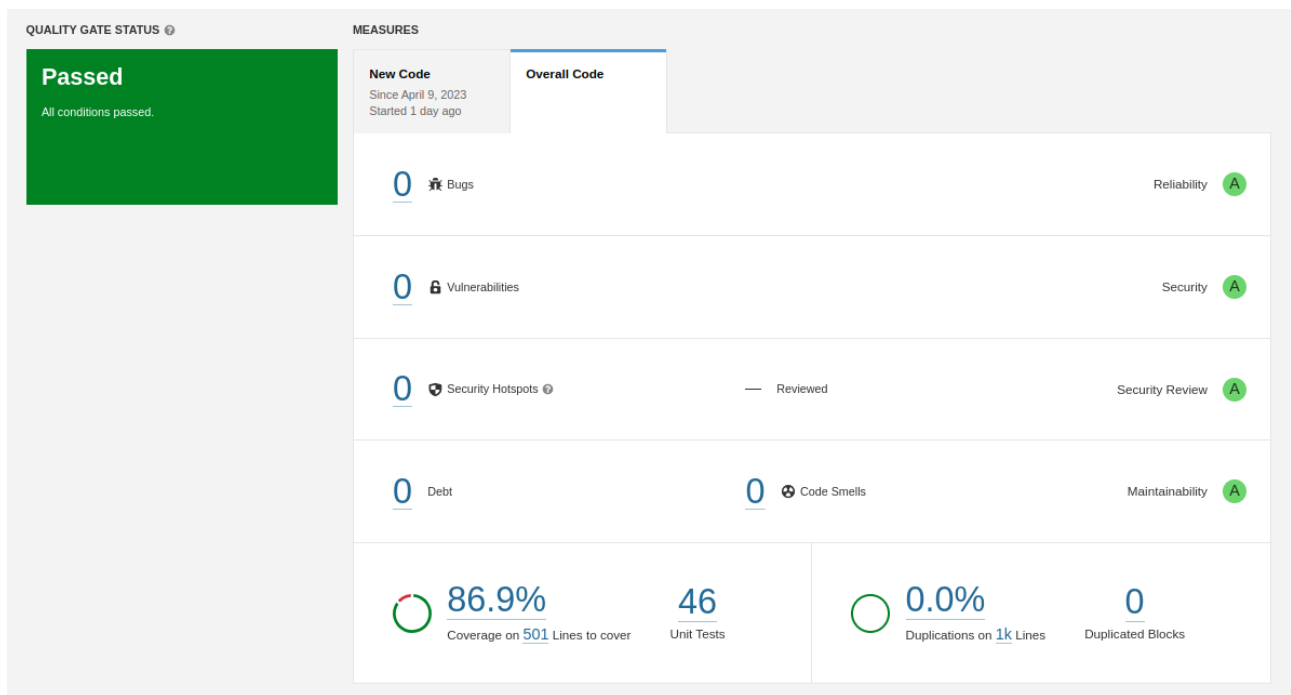 QUALITY GATE STATUS
MEASURES
Passed
All conditions passed.
New Code
Since April 9, 2023
Started 1 day ago
Overall Code
0 Bugs
Reliability A
0 Vulnerabilities
Security A
0 Security Hotspots ?
— Reviewed
Security Review A
0 Debt
0 Code Smells
Maintainability A
86.9%
Coverage on 501 Lines to cover
46
Unit Tests
0.0%
Duplications on 1k Lines
0
Duplicated Blocks